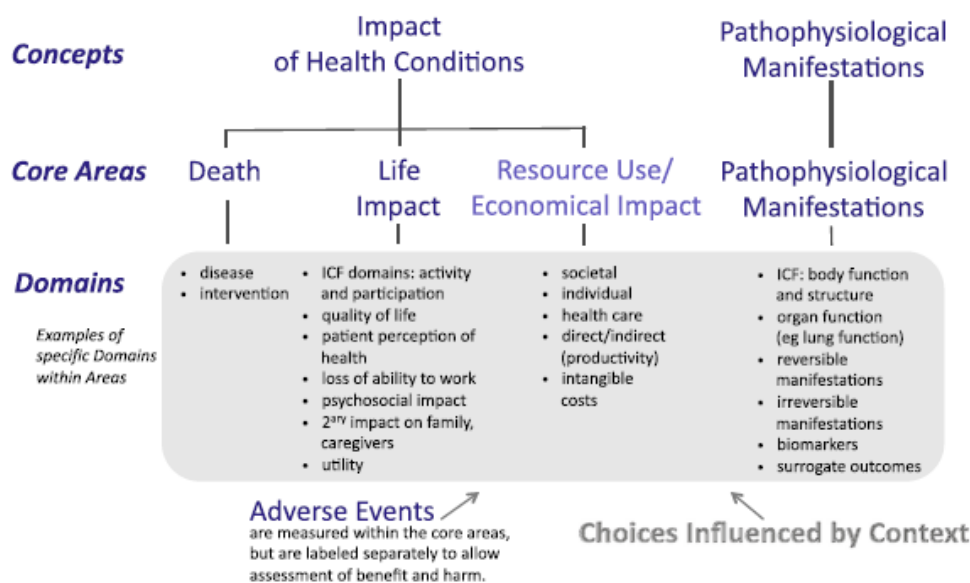 Concepts
Impact
of Health Conditions
Pathophysiological
Manifestations
Core Areas
Death
Life
Impact
Resource Use/
Economical Impact
Pathophysiological
Manifestations
Domains
Examples of
specific Domains
within Areas
• disease
• intervention
• ICF domains: activity
and participation
• quality of life
• patient perception of
health
• loss of ability to work
• psychosocial impact
• 2ary impact on family,
caregivers
• utility
• societal
• individual
• health care
• direct/indirect
(productivity)
• intangible
costs
• ICF: body function
and structure
• organ function
(eg lung function)
• reversible
manifestations
• irreversible
manifestations
• biomarkers
• surrogate outcomes
Adverse Events
are measured within the core areas,
but are labeled separately to allow
assessment of benefit and harm.
Choices Influenced by Context